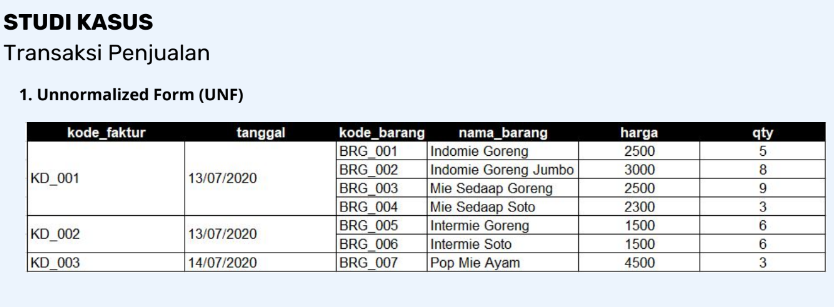 STUDI KASUS
Transaksi Penjualan
1. Unnormalized Form (UNF)
kode_faktur tanggal kode_barang nama_barang harga qty
KD_001 13/07/2020 BRG_001 Indomie Goreng 2500 5
BRG_002 Indomie Goreng Jumbo 3000 8
BRG_003 Mie Sedaap Goreng 2500 9
BRG_004 Mie Sedaap Soto 2300 3
KD_002 13/07/2020 BRG_005 Intermie Goreng 1500 6
BRG_006 Intermie Soto 1500 6
KD_003 14/07/2020 BRG_007 Pop Mie Ayam 4500 3